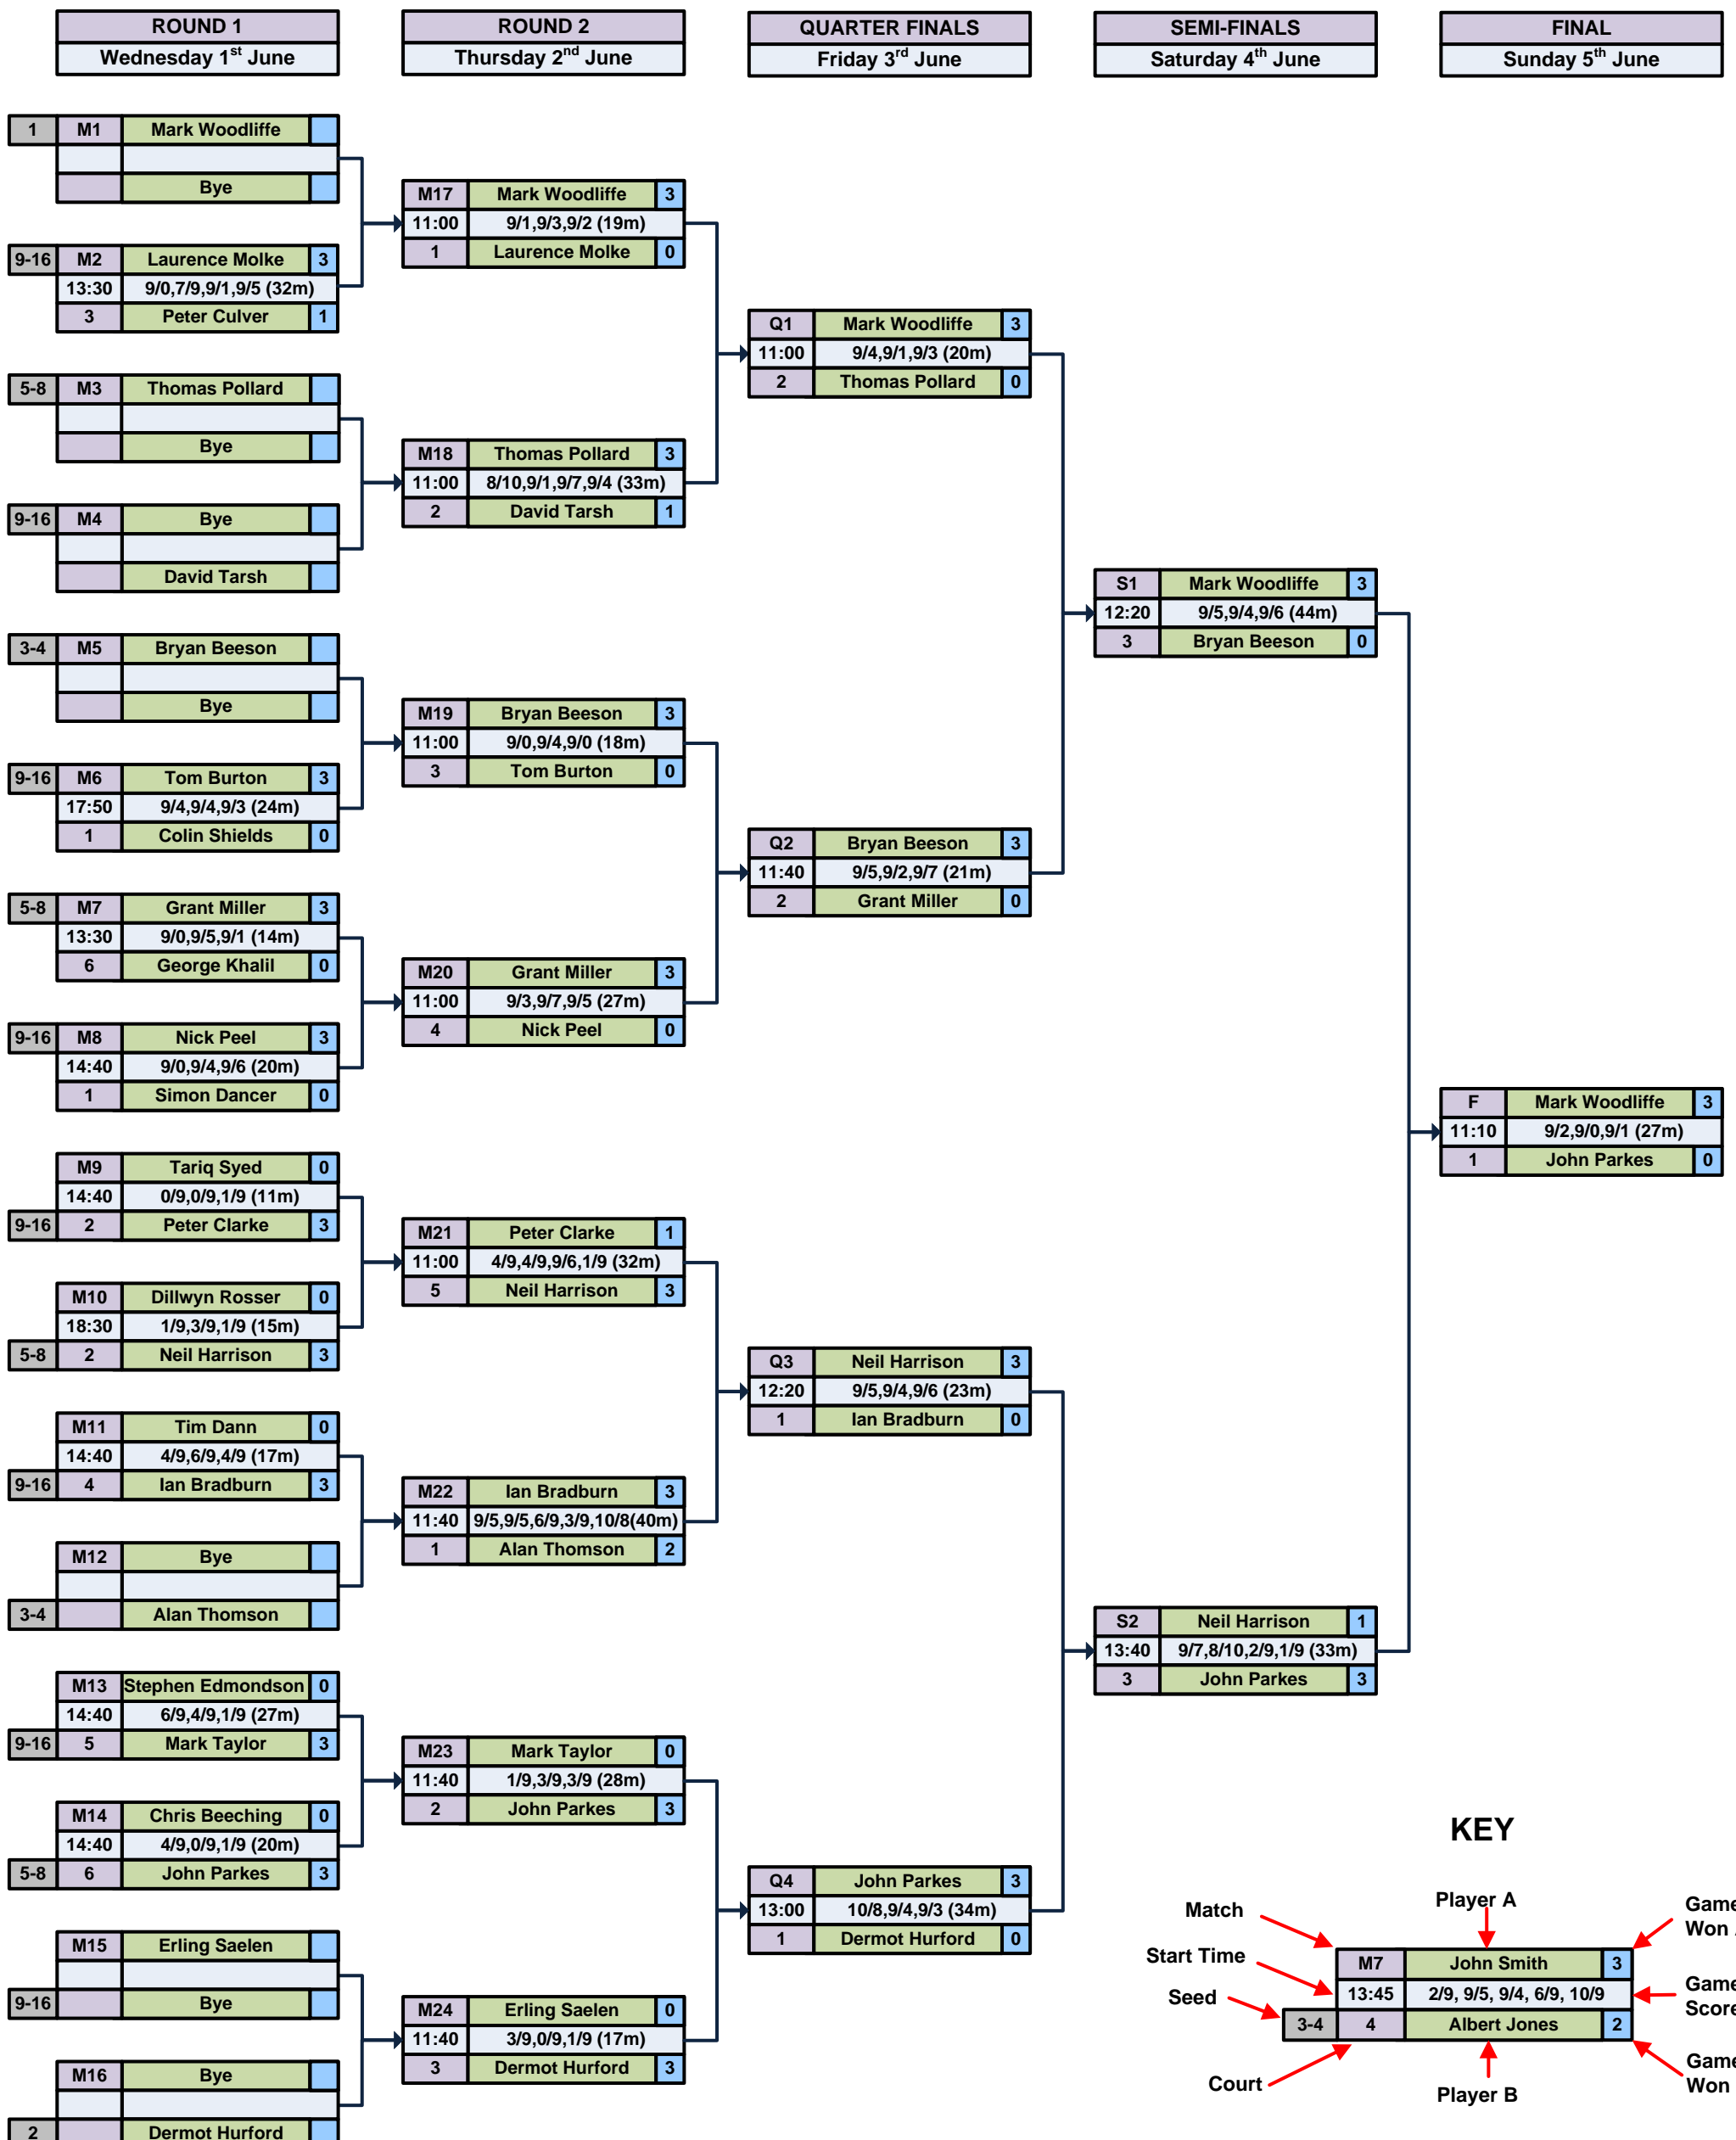 ROUND 1
Wednesday 1st June
ROUND 2
Thursday 2nd June
QUARTER FINALS
Friday 3rd June
SEMI-FINALS
Saturday 4th June
FINAL
Sunday 5th June
1 M1 Mark Woodliffe
Bye
9-16 M2 Laurence Molke 3
13:30 9/0,7/9,9/1,9/5 (32m)
3 Peter Culver 1
5-8 M3 Thomas Pollard
Bye
9-16 M4 Bye
David Tarsh
3-4 M5 Bryan Beeson
Bye
9-16 M6 Tom Burton 3
17:50 9/4,9/4,9/3 (24m)
1 Colin Shields 0
5-8 M7 Grant Miller 3
13:30 9/0,9/5,9/1 (14m)
6 George Khalil 0
9-16 M8 Nick Peel 3
14:40 9/0,9/4,9/6 (20m)
1 Simon Dancer 0
M9 Tariq Syed 0
14:40 0/9,0/9,1/9 (11m)
9-16 2 Peter Clarke 3
M10 Dillwyn Rosser 0
18:30 1/9,3/9,1/9 (15m)
5-8 2 Neil Harrison 3
M11 Tim Dann 0
14:40 4/9,6/9,4/9 (17m)
9-16 4 Ian Bradburn 3
M12 Bye
3-4 Alan Thomson
M13 Stephen Edmondson 0
14:40 6/9,4/9,1/9 (27m)
9-16 5 Mark Taylor 3
M14 Chris Beeching 0
14:40 4/9,0/9,1/9 (20m)
5-8 6 John Parkes 3
M15 Erling Saelen
9-16 Bye
M16 Bye
2 Dermot Hurford
M17 Mark Woodliffe 3
11:00 9/1,9/3,9/2 (19m)
1 Laurence Molke 0
M18 Thomas Pollard 3
11:00 8/10,9/1,9/7,9/4 (33m)
2 David Tarsh 1
M19 Bryan Beeson 3
11:00 9/0,9/4,9/0 (18m)
3 Tom Burton 0
M20 Grant Miller 3
11:00 9/3,9/7,9/5 (27m)
4 Nick Peel 0
M21 Peter Clarke 1
11:00 4/9,4/9,9/6,1/9 (32m)
5 Neil Harrison 3
M22 Ian Bradburn 3
11:40 9/5,9/5,6/9,3/9,10/8(40m)
1 Alan Thomson 2
M23 Mark Taylor 0
11:40 1/9,3/9,3/9 (28m)
2 John Parkes 3
M24 Erling Saelen 0
11:40 3/9,0/9,1/9 (17m)
3 Dermot Hurford 3
Q1 Mark Woodliffe 3
11:00 9/4,9/1,9/3 (20m)
2 Thomas Pollard 0
Q2 Bryan Beeson 3
11:40 9/5,9/2,9/7 (21m)
2 Grant Miller 0
Q3 Neil Harrison 3
12:20 9/5,9/4,9/6 (23m)
1 Ian Bradburn 0
Q4 John Parkes 3
13:00 10/8,9/4,9/3 (34m)
1 Dermot Hurford 0
S1 Mark Woodliffe 3
12:20 9/5,9/4,9/6 (44m)
3 Bryan Beeson 0
S2 Neil Harrison 1
13:40 9/7,8/10,2/9,1/9 (33m)
3 John Parkes 3
F Mark Woodliffe 3
11:10 9/2,9/0,9/1 (27m)
1 John Parkes 0
KEY
Match
Player A
Game
Won
Start Time
M7 John Smith 3
13:45 2/9, 9/5, 9/4, 6/9, 10/9
Game
Score
Seed
3-4 4 Albert Jones 2
Game
Won
Court
Player B